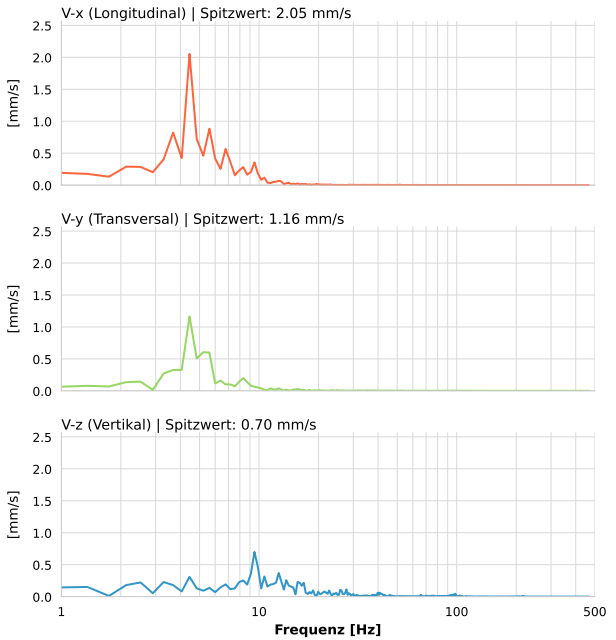 V-x (Longitudinal) | Spitzwert: 2.05 mm/s
2.5
2.0
1.5
1.0
0.5
0.0
[mm/s]
V-y (Transversal) | Spitzwert: 1.16 mm/s
2.5
2.0
1.5
1.0
0.5
0.0
[mm/s]
V-z (Vertikal) | Spitzwert: 0.70 mm/s
2.5
2.0
1.5
1.0
0.5
0.0
[mm/s]
1 10 100 500
Frequenz [Hz]